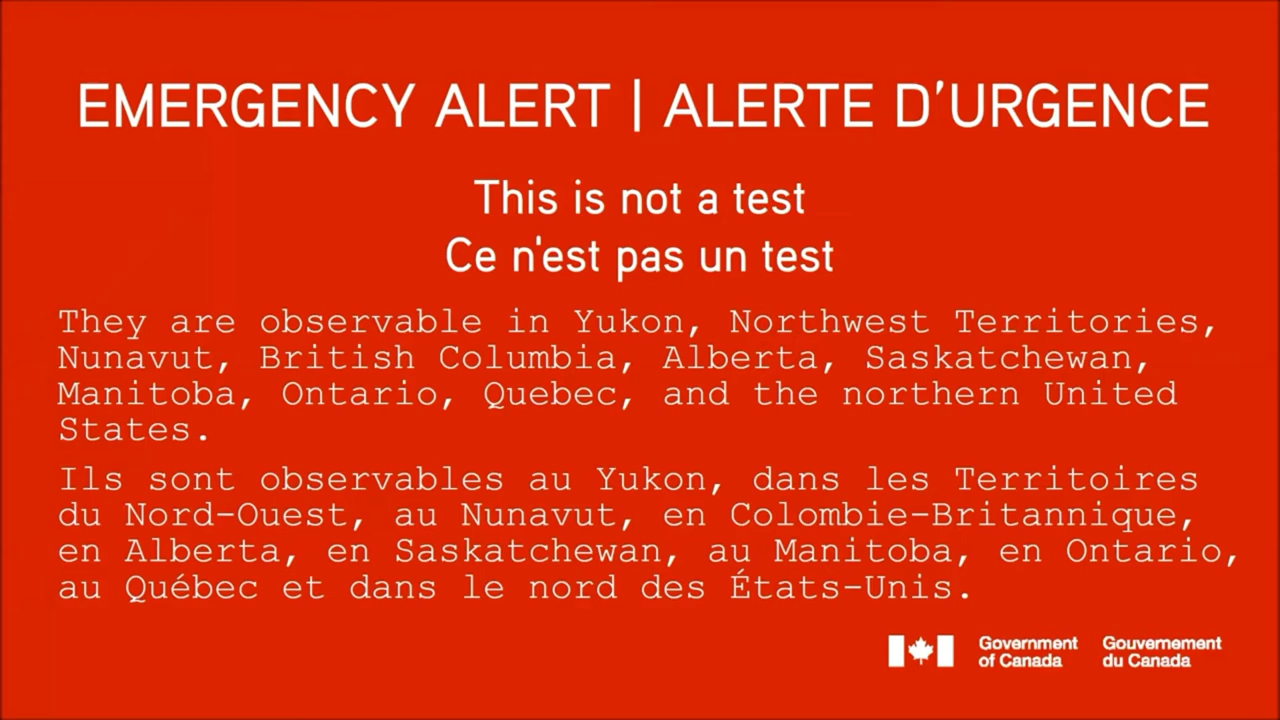 EMERGENCY ALERT | ALERTE D'URGENCE
This is not a test
Ce n'est pas un test
They are observable in Yukon, Northwest Territories,
Nunavut, British Columbia, Alberta, Saskatchewan,
Manitoba, Ontario, Quebec, and the northern United
States.
Ils sont observables au Yukon, dans les Territoires
du Nord-Ouest, au Nunavut, en Colombie-Britannique,
en Alberta, en Saskatchewan, au Manitoba, en Ontario,
au Québec et dans le nord des États-Unis.
Government Gouvernement
of Canada du Canada